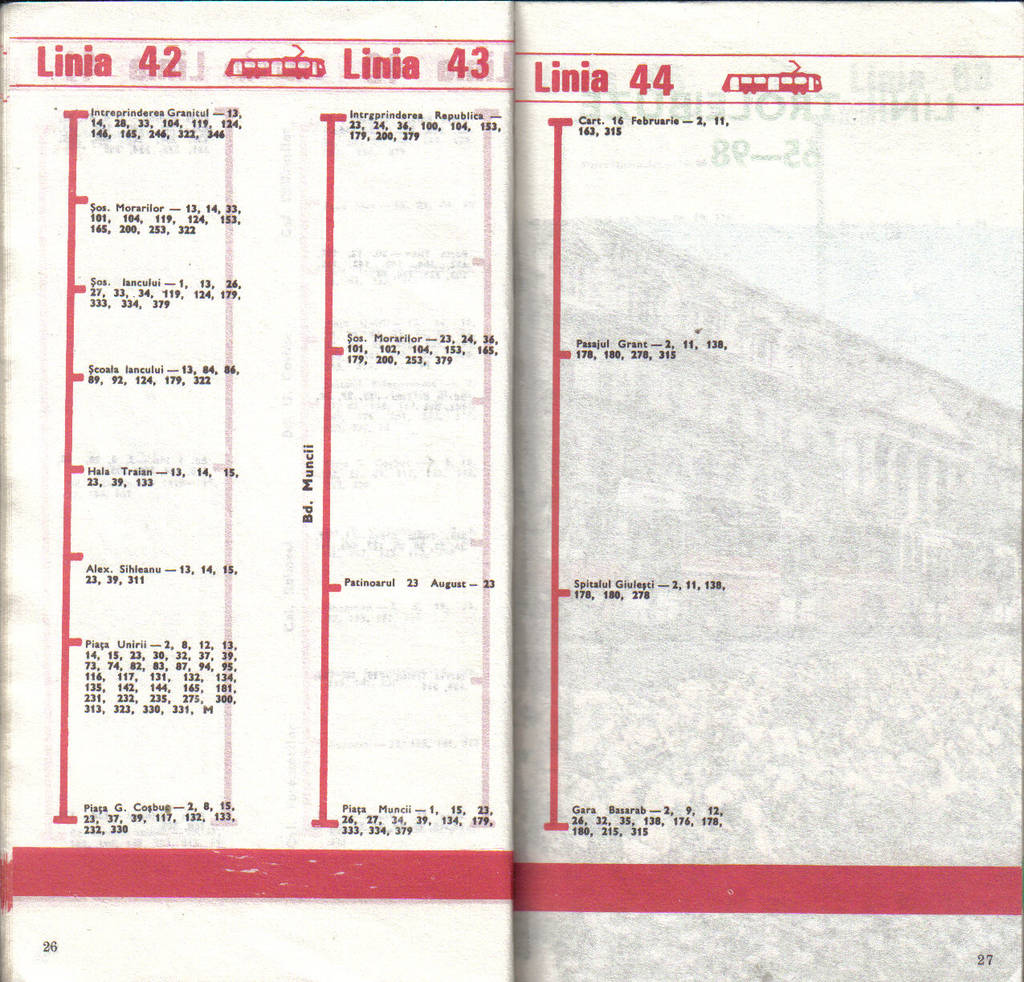 Linia 42
Intreprinderea Granitul — 13,
14, 28, 33, 104, 119, 124,
146, 165, 246, 322, 346
Şos. Morarilor — 13, 14, 33,
101, 104, 119, 124, 153,
165, 200, 253, 322
Şos. Iancului — 1, 13, 26,
27, 33, 34, 119, 124, 179,
333, 334, 379
Şcoala Iancului — 13, 84, 86,
89, 92, 124, 179, 322
Hala Traian — 13, 14, 15,
23, 39, 133
Alex. Sihleanu — 13, 14, 15,
23, 39, 311
Piaţa Unirii — 2, 8, 12, 13,
14, 15, 23, 30, 32, 37, 39,
73, 74, 82, 83, 87, 94, 95,
116, 117, 131, 132, 134,
135, 142, 144, 165, 181,
231, 232, 235, 275, 300,
313, 323, 330, 331, M
Piaţa G. Coşbuc — 2, 8, 15,
23, 37, 39, 117, 132, 133,
232, 330
26
Linia 43
Bd. Muncii
Intrgprinderea Republica —
23, 24, 36, 100, 104, 153,
179, 200, 379
Şos. Morarilor — 23, 24, 36,
101, 102, 104, 153, 165,
179, 200, 253, 379
Patinoarul 23 August — 23
Piaţa Muncii — 1, 15, 23,
26, 27, 34, 39, 134, 179,
333, 334, 379
Linia 44
Cart. 16 Februarie — 2, 11,
163, 315
Pasajul Grant — 2, 11, 138,
178, 180, 278, 315
Spitalul Giuleşti — 2, 11, 138,
178, 180, 278
Gara Basarab — 2, 9, 12,
26, 32, 35, 138, 176, 178,
180, 215, 315
27